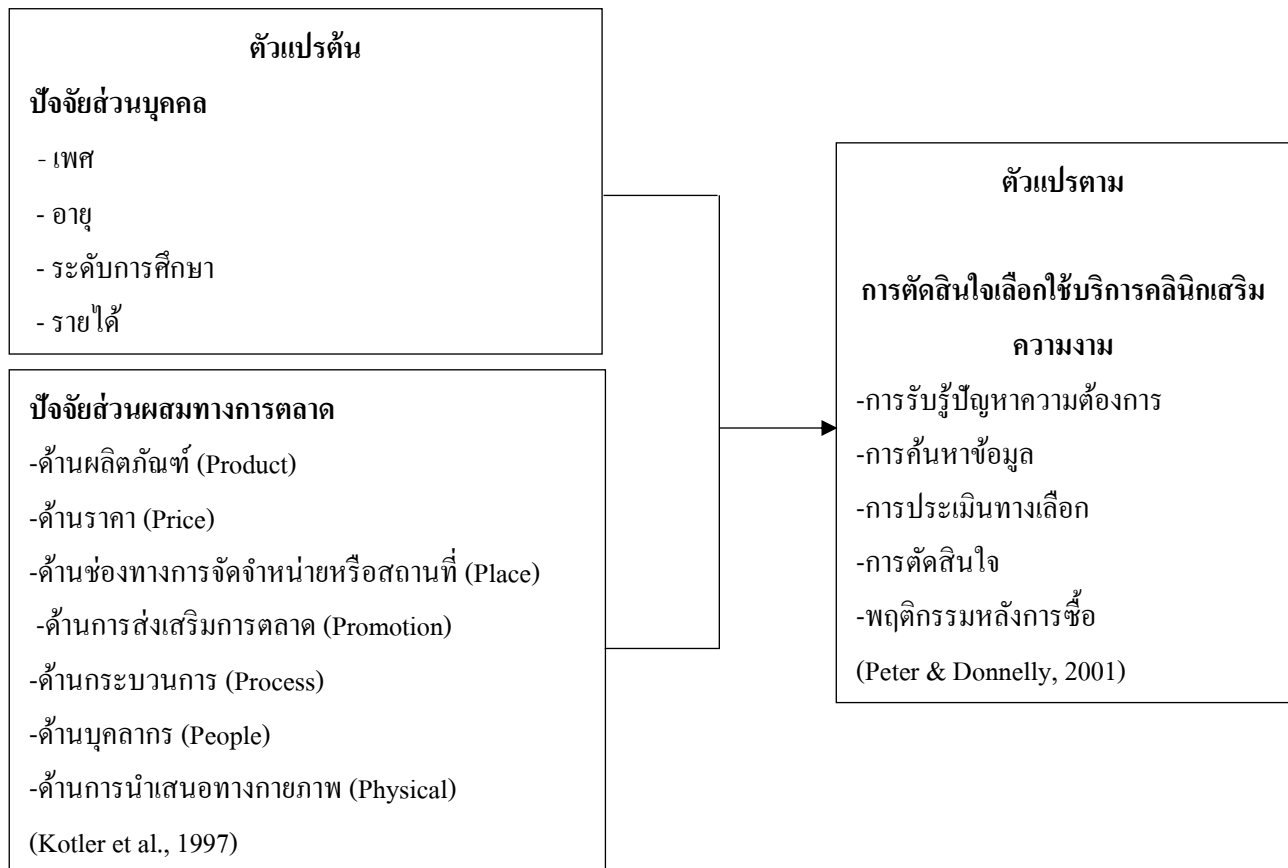 ตัวแปรต้น
ปัจจัยส่วนบุคคล
- เพศ
- อายุ
- ระดับการศึกษา
- รายได้
ปัจจัยส่วนผสมทางการตลาด
-ด้านผลิตภัณฑ์ (Product)
-ด้านราคา (Price)
-ด้านช่องทางการจัดจำหน่ายหรือสถานที่ (Place)
-ด้านการส่งเสริมการตลาด (Promotion)
-ด้านกระบวนการ (Process)
-ด้านบุคลากร (People)
-ด้านการนำเสนอทางกายภาพ (Physical)
(Kotler et al., 1997)
ตัวแปรตาม
การตัดสินใจเลือกใช้บริการคลินิกเสริม
ความงาม
-การรับรู้ปัญหาความต้องการ
-การค้นหาข้อมูล
-การประเมินทางเลือก
-การตัดสินใจ
-พฤติกรรมหลังการซื้อ
(Peter & Donnelly, 2001)